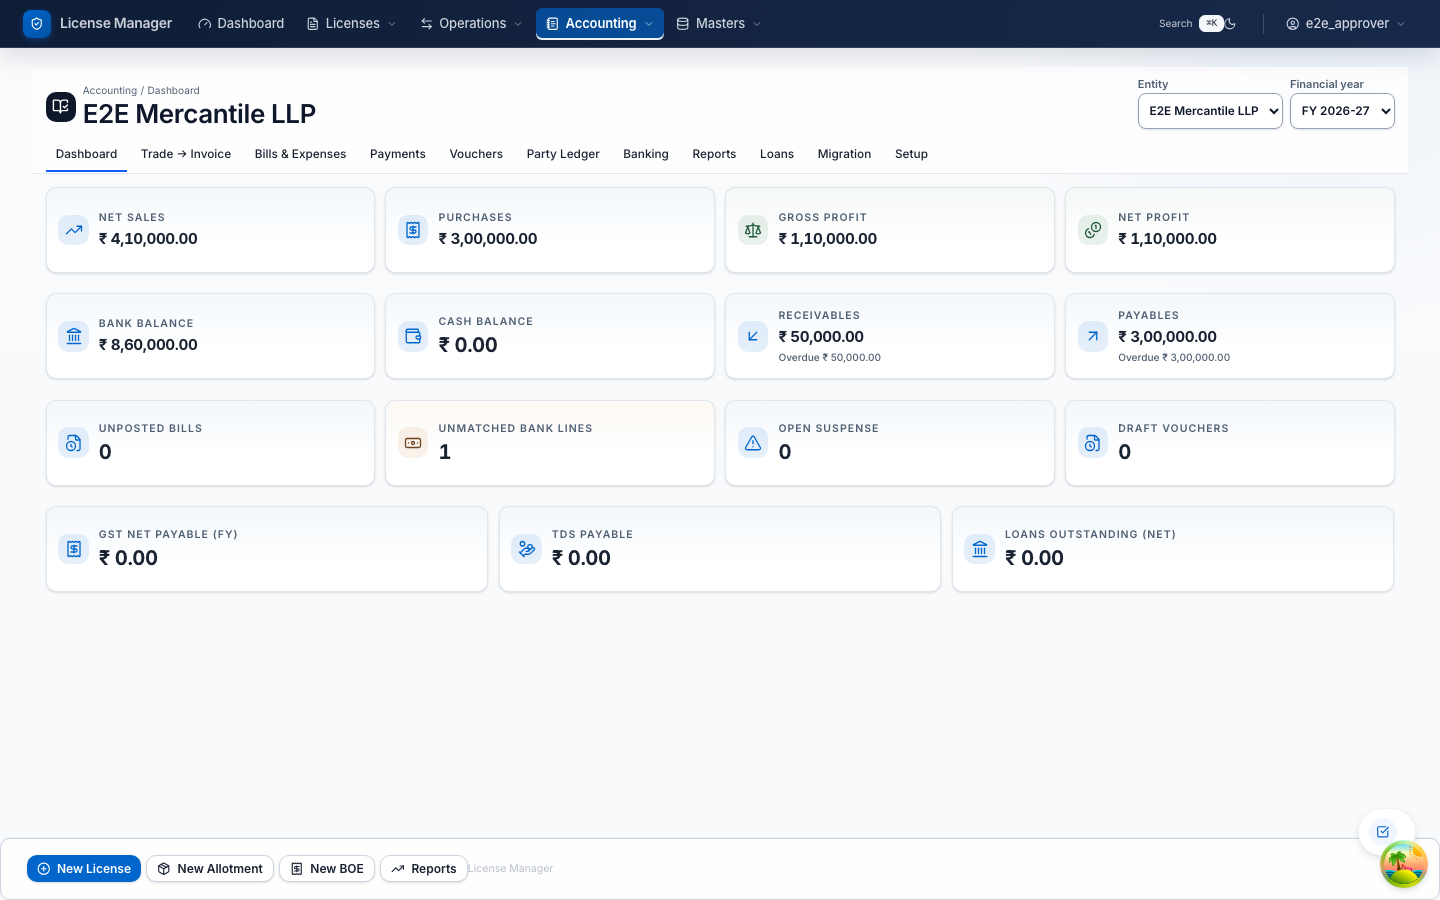 License Manager
Dashboard
Licenses
Operations
Accounting
Masters
Search ⌘K
e2e_approver
Accounting / Dashboard
E2E Mercantile LLP
Entity
E2E Mercantile LLP
Financial year
FY 2026-27
Dashboard
Trade → Invoice
Bills & Expenses
Payments
Vouchers
Party Ledger
Banking
Reports
Loans
Migration
Setup
NET SALES
₹ 4,10,000.00
PURCHASES
₹ 3,00,000.00
GROSS PROFIT
₹ 1,10,000.00
NET PROFIT
₹ 1,10,000.00
BANK BALANCE
₹ 8,60,000.00
CASH BALANCE
₹ 0.00
RECEIVABLES
₹ 50,000.00
Overdue ₹ 50,000.00
PAYABLES
₹ 3,00,000.00
Overdue ₹ 3,00,000.00
UNPOSTED BILLS
0
UNMATCHED BANK LINES
1
OPEN SUSPENSE
0
DRAFT VOUCHERS
0
GST NET PAYABLE (FY)
₹ 0.00
TDS PAYABLE
₹ 0.00
LOANS OUTSTANDING (NET)
₹ 0.00
New License
New Allotment
New BOE
Reports
License Manager